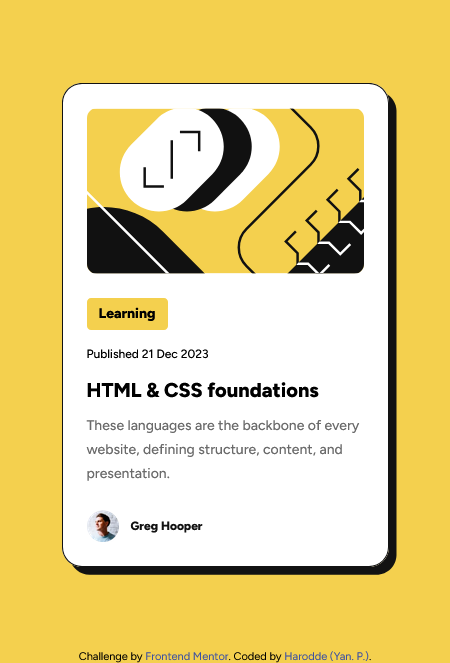 Learning
Published 21 Dec 2023
HTML & CSS foundations
These languages are the backbone of every
website, defining structure, content, and
presentation.
Greg Hooper
Challenge by Frontend Mentor. Coded by Harodde (Yan. P.).